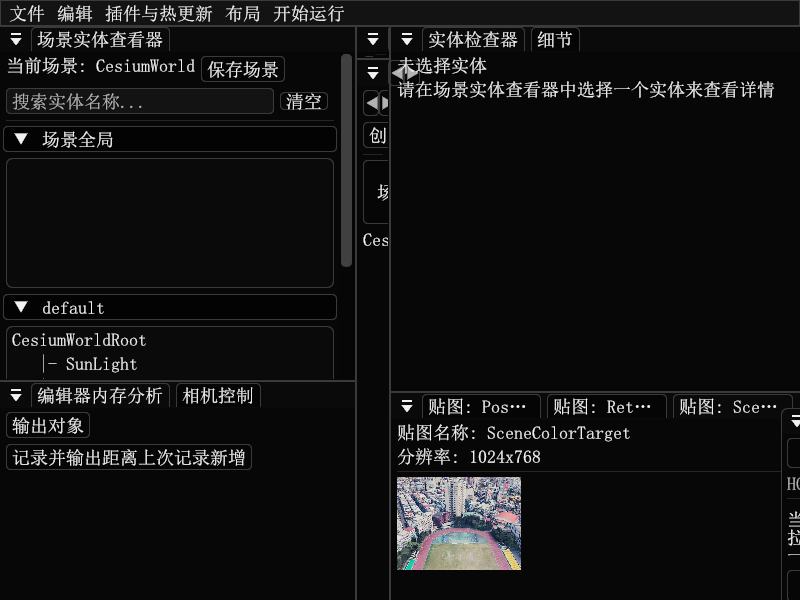 文件 编辑 插件与热更新 布局 开始运行
场景实体查看器
当前场景: CesiumWorld 保存场景
搜索实体名称... 清空
场景全局
default
CesiumWorldRoot
|- SunLight
编辑器内存分析 相机控制
输出对象
记录并输出距离上次记录新增
创
场
Ces
实体检查器 细节
未选择实体
请在场景实体查看器中选择一个实体来查看详情
贴图: Pos… 贴图: Ret… 贴图: Sce…
贴图名称: SceneColorTarget
分辨率: 1024x768
当
拉